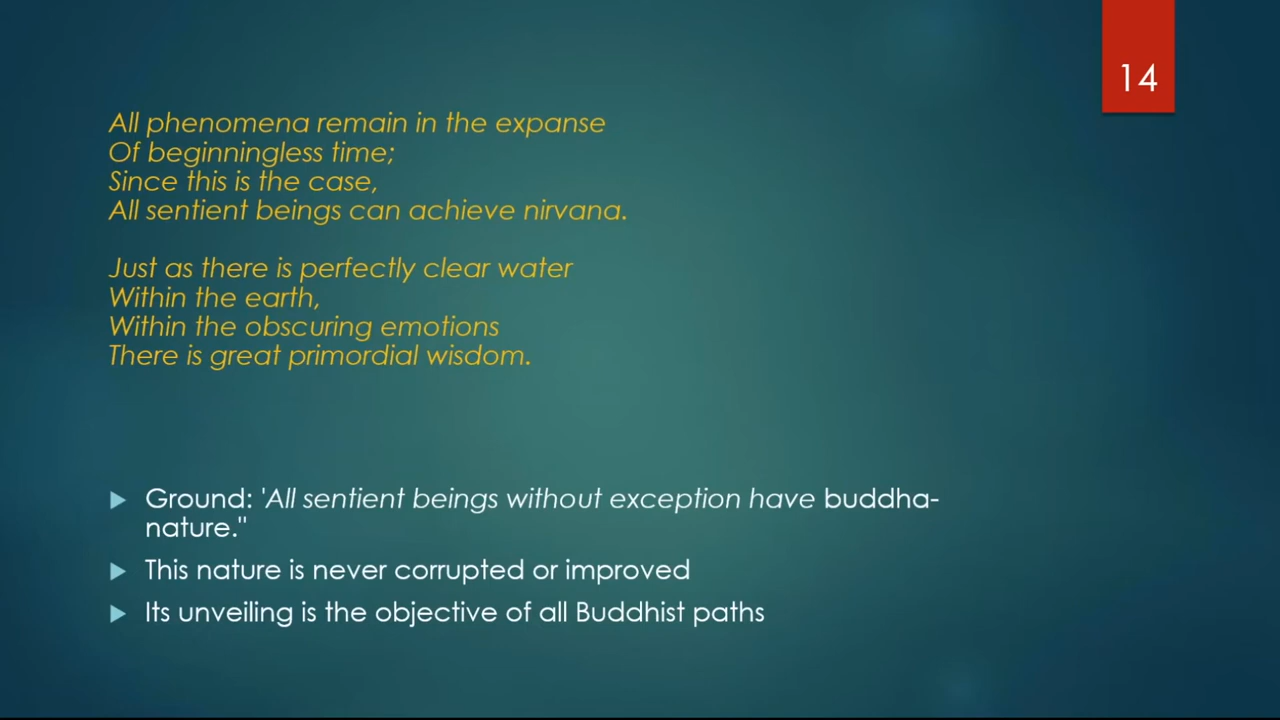 14
All phenomena remain in the expanse
Of beginningless time;
Since this is the case,
All sentient beings can achieve nirvana.
Just as there is perfectly clear water
Within the earth,
Within the obscuring emotions
There is great primordial wisdom.
Ground: 'All sentient beings without exception have buddha-
nature."
This nature is never corrupted or improved
Its unveiling is the objective of all Buddhist paths